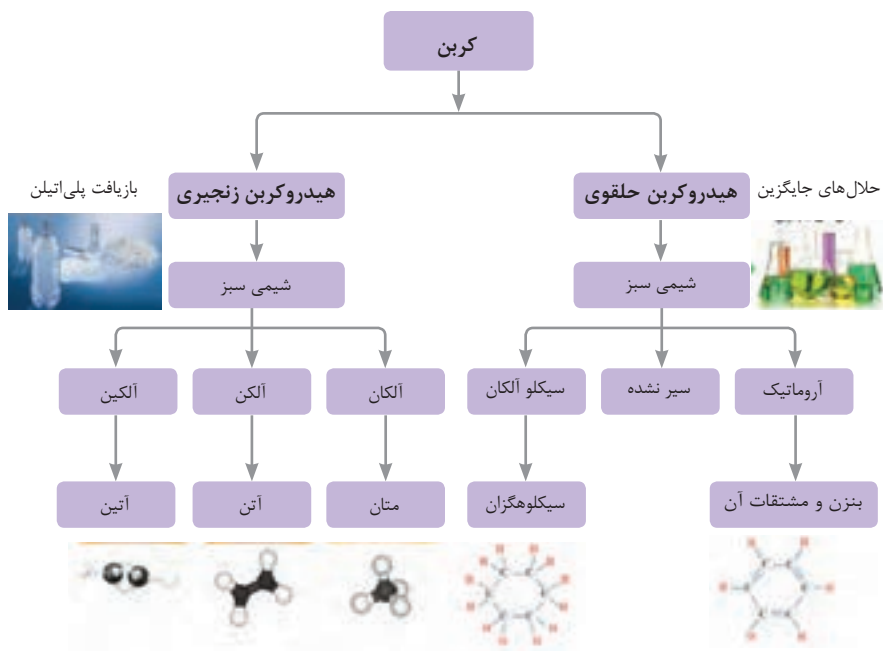 کربن
هیدروکربن حلقوی
هیدروکربن زنجیری
حلال‌های جایگزین
بازیافت پلی‌اتیلن
شیمی سبز
شیمی سبز
آروماتیک
سیر نشده
سیکلو آلکان
آلکان
آلکن
آلکین
بنزن و مشتقات آن
سیکلوهگزان
متان
آتن
آتین